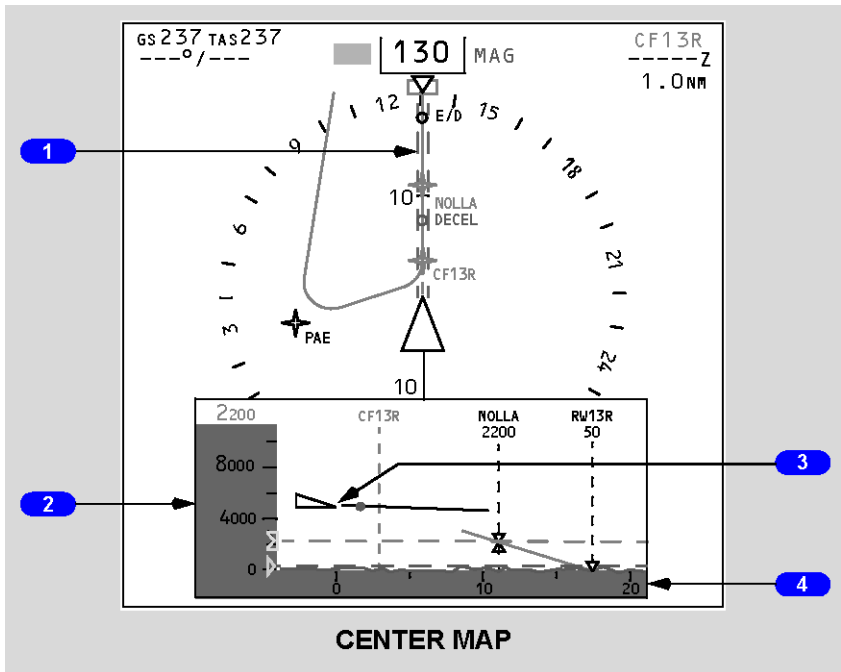 GS237 TAS237
---°/---
130 MAG
CF13R
-----Z
1.0NM
12
E/D
15
9
18
1
10
NOLLA
DECEL
6
21
CF13R
3
PAE
24
10
2200
CF13R
NOLLA
2200
RW13R
50
3
8000
2
4000
4
0
0
10
20
CENTER MAP